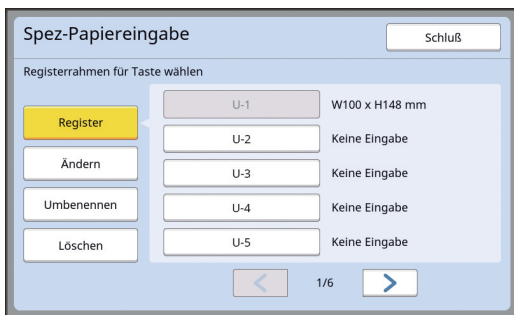 Spez-Papiereingabe
Schluß
Registerrahmen für Taste wählen
Register
Ändern
Umbenennen
Löschen
U-1 W100 x H148 mm
U-2 Keine Eingabe
U-3 Keine Eingabe
U-4 Keine Eingabe
U-5 Keine Eingabe
1/6